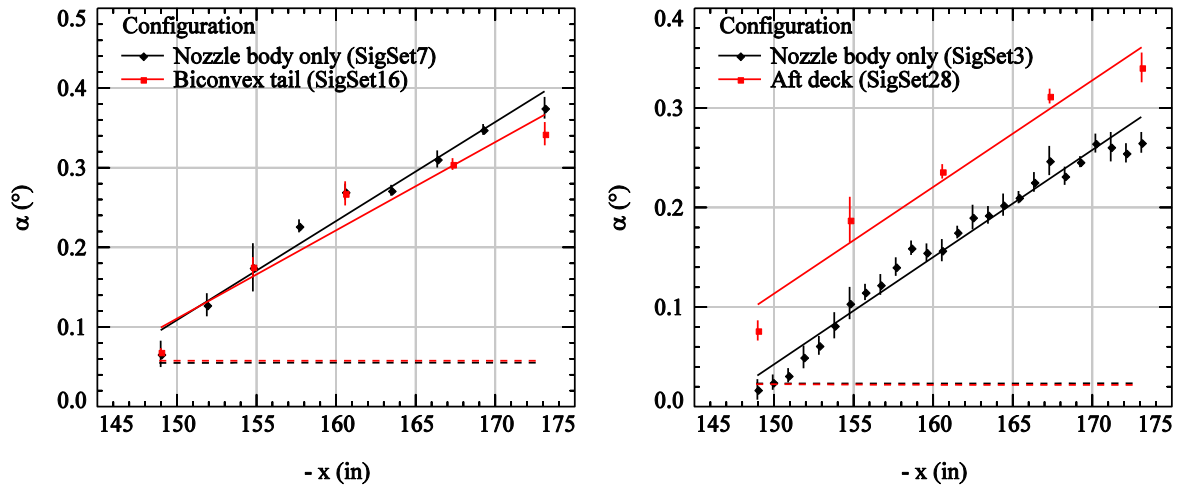 0.5
0.4
0.3
0.2
0.1
0.0
α (°)
Configuration
Nozzle body only (SigSet7)
Biconvex tail (SigSet16)
145 150 155 160 165 170 175
- x (in)
0.4
0.3
0.2
0.1
0.0
α (°)
Configuration
Nozzle body only (SigSet3)
Aft deck (SigSet28)
145 150 155 160 165 170 175
- x (in)